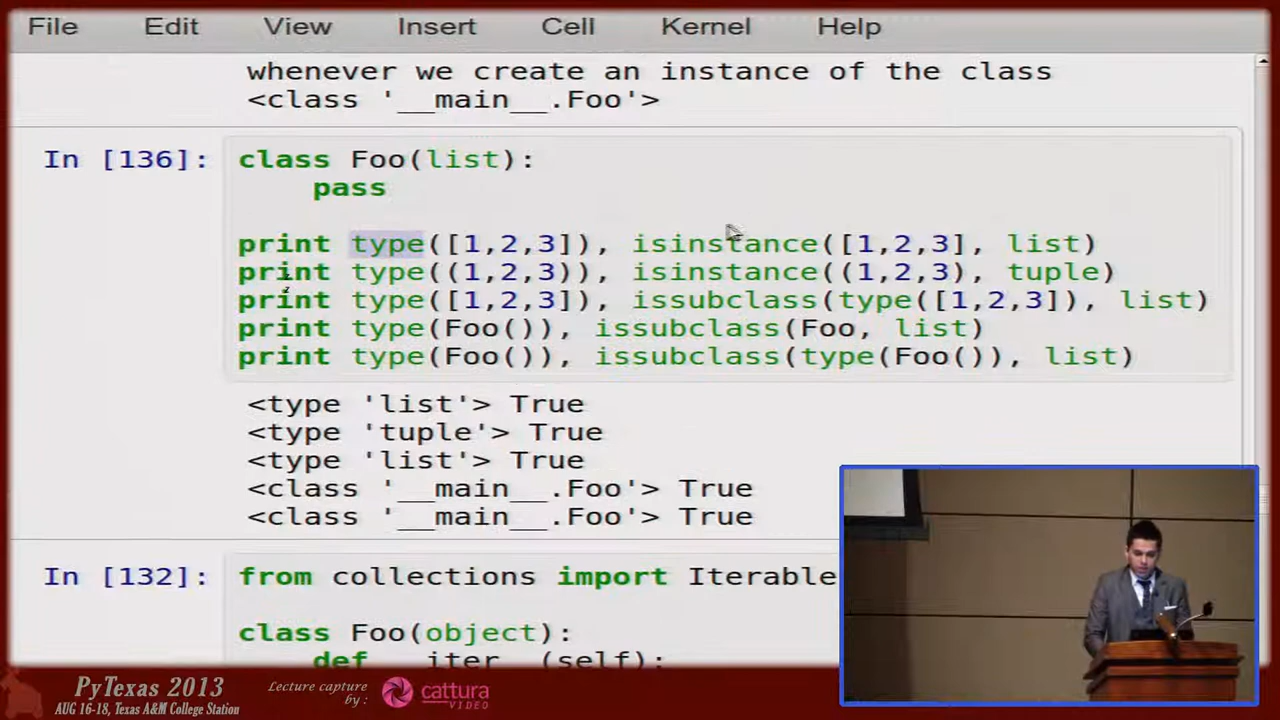 File Edit View Insert Cell Kernel Help
whenever we create an instance of the class
<class '__main__.Foo'>
In [136]: class Foo(list):
pass
print type([1,2,3]), isinstance([1,2,3], list)
print type((1,2,3)), isinstance((1,2,3), tuple)
print type([1,2,3]), issubclass(type([1,2,3]), list)
print type(Foo()), issubclass(Foo, list)
print type(Foo()), issubclass(type(Foo()), list)
<type 'list'> True
<type 'tuple'> True
<type 'list'> True
<class '__main__.Foo'> True
<class '__main__.Foo'> True
In [132]: from collections import Iterable
class Foo(object):
def __iter__(self):
PyTexas 2013
AUG 16-18, Texas A&M College Station
Lecture capture
by :
cattura
VIDEO